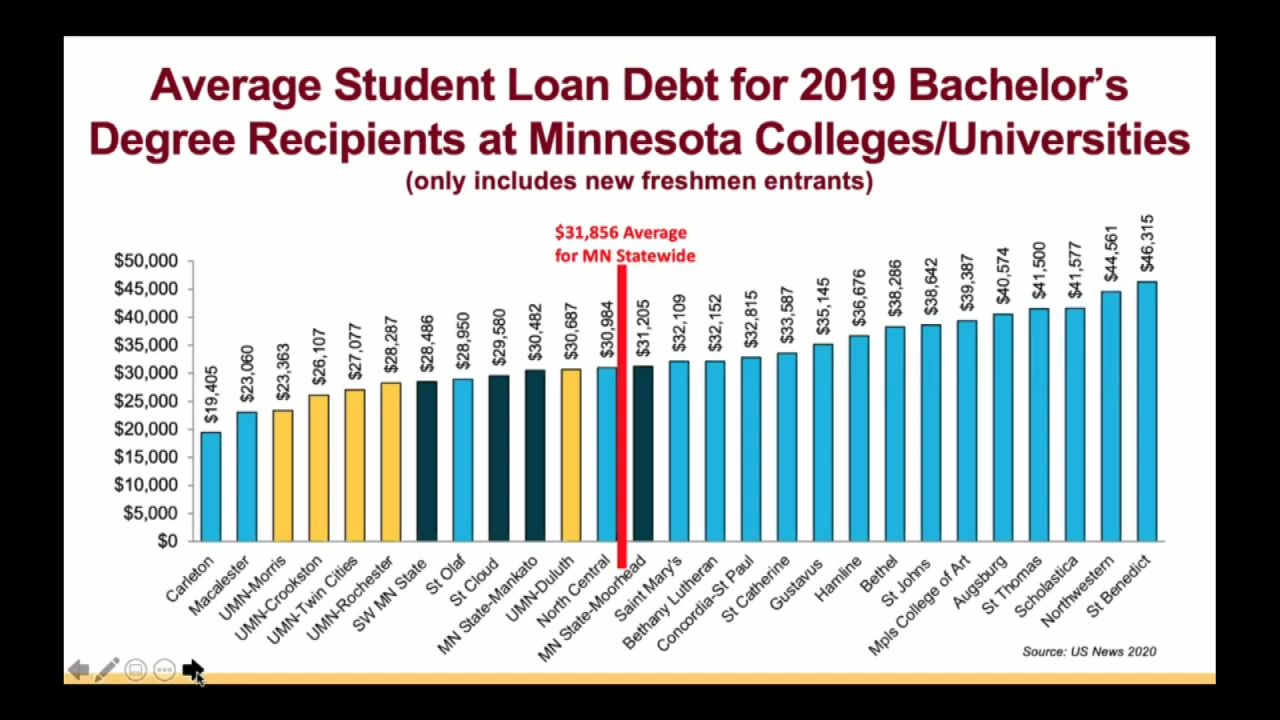 Average Student Loan Debt for 2019 Bachelor's
Degree Recipients at Minnesota Colleges/Universities
(only includes new freshmen entrants)
$31,856 Average
for MN Statewide
$50,000
$45,000
$40,000
$35,000
$30,000
$25,000
$20,000
$15,000
$10,000
$5,000
$0
$19,405
$23,060
$23,363
$26,107
$27,077
$28,287
$28,486
$28,950
$29,580
$30,482
$30,687
$30,984
$31,205
$32,109
$32,152
$32,815
$33,587
$35,145
$36,676
$38,286
$38,642
$39,387
$40,574
$41,500
$41,577
$44,561
$46,315
Carleton
Macalester
UMN-Morris
UMN-Crookston
UMN-Twin Cities
UMN-Rochester
SW MN State
St Olaf
St Cloud
MN State-Mankato
UMN-Duluth
North Central
MN State-Moorhead
Saint Mary's
Bethany Lutheran
Concordia-St Paul
St Catherine
Gustavus
Hamline
Bethel
St Johns
Mpls College of Art
Augsburg
St Thomas
Scholastica
Northwestern
St Benedict
Source: US News 2020